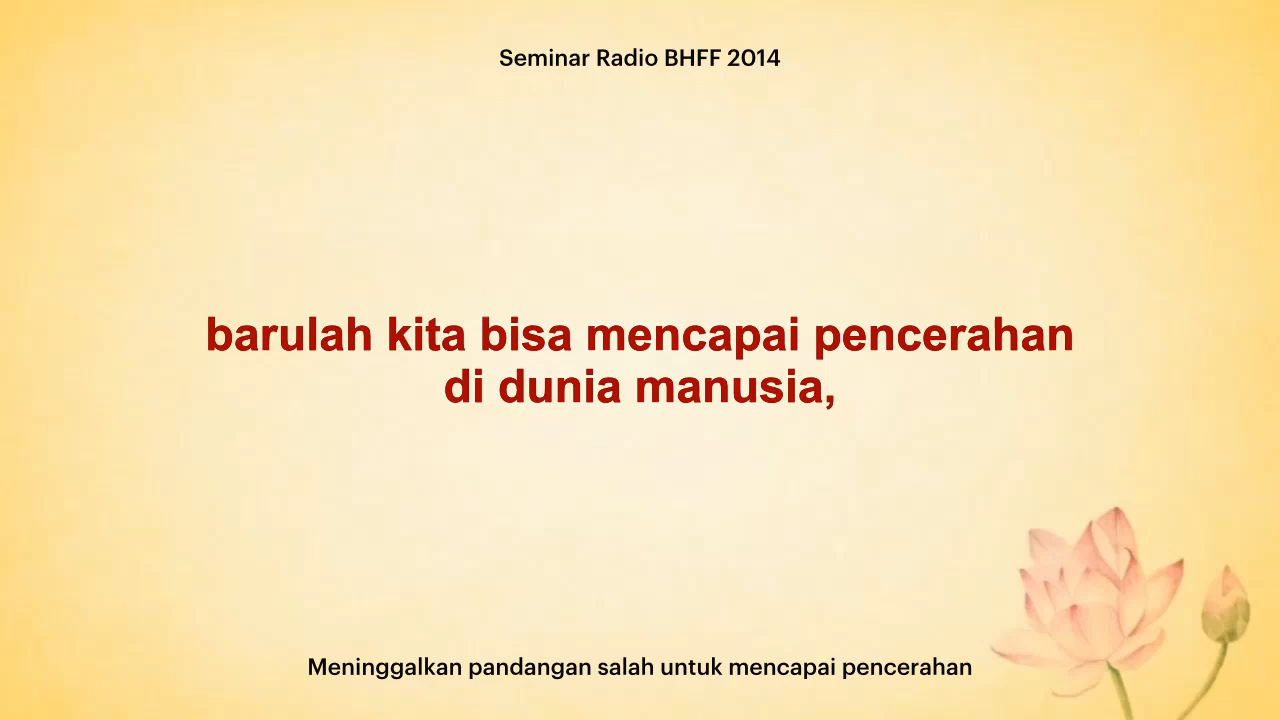 Seminar Radio BHFF 2014
barulah kita bisa mencapai pencerahan
di dunia manusia,
Meninggalkan pandangan salah untuk mencapai pencerahan